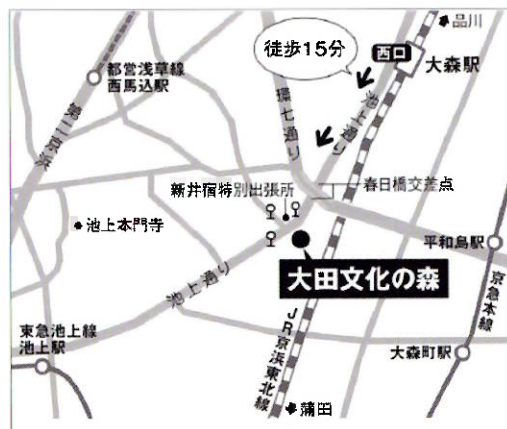 品川
徒歩15分
西口
大森駅
都営浅草線
西馬込駅
第二京浜
環七通り
池上通り
新井宿特別出張所
春日橋交差点
池上本門寺
平和島駅
大田文化の森
池上通り
京急本線
東急池上線
池上駅
JR京浜東北線
大森町駅
蒲田